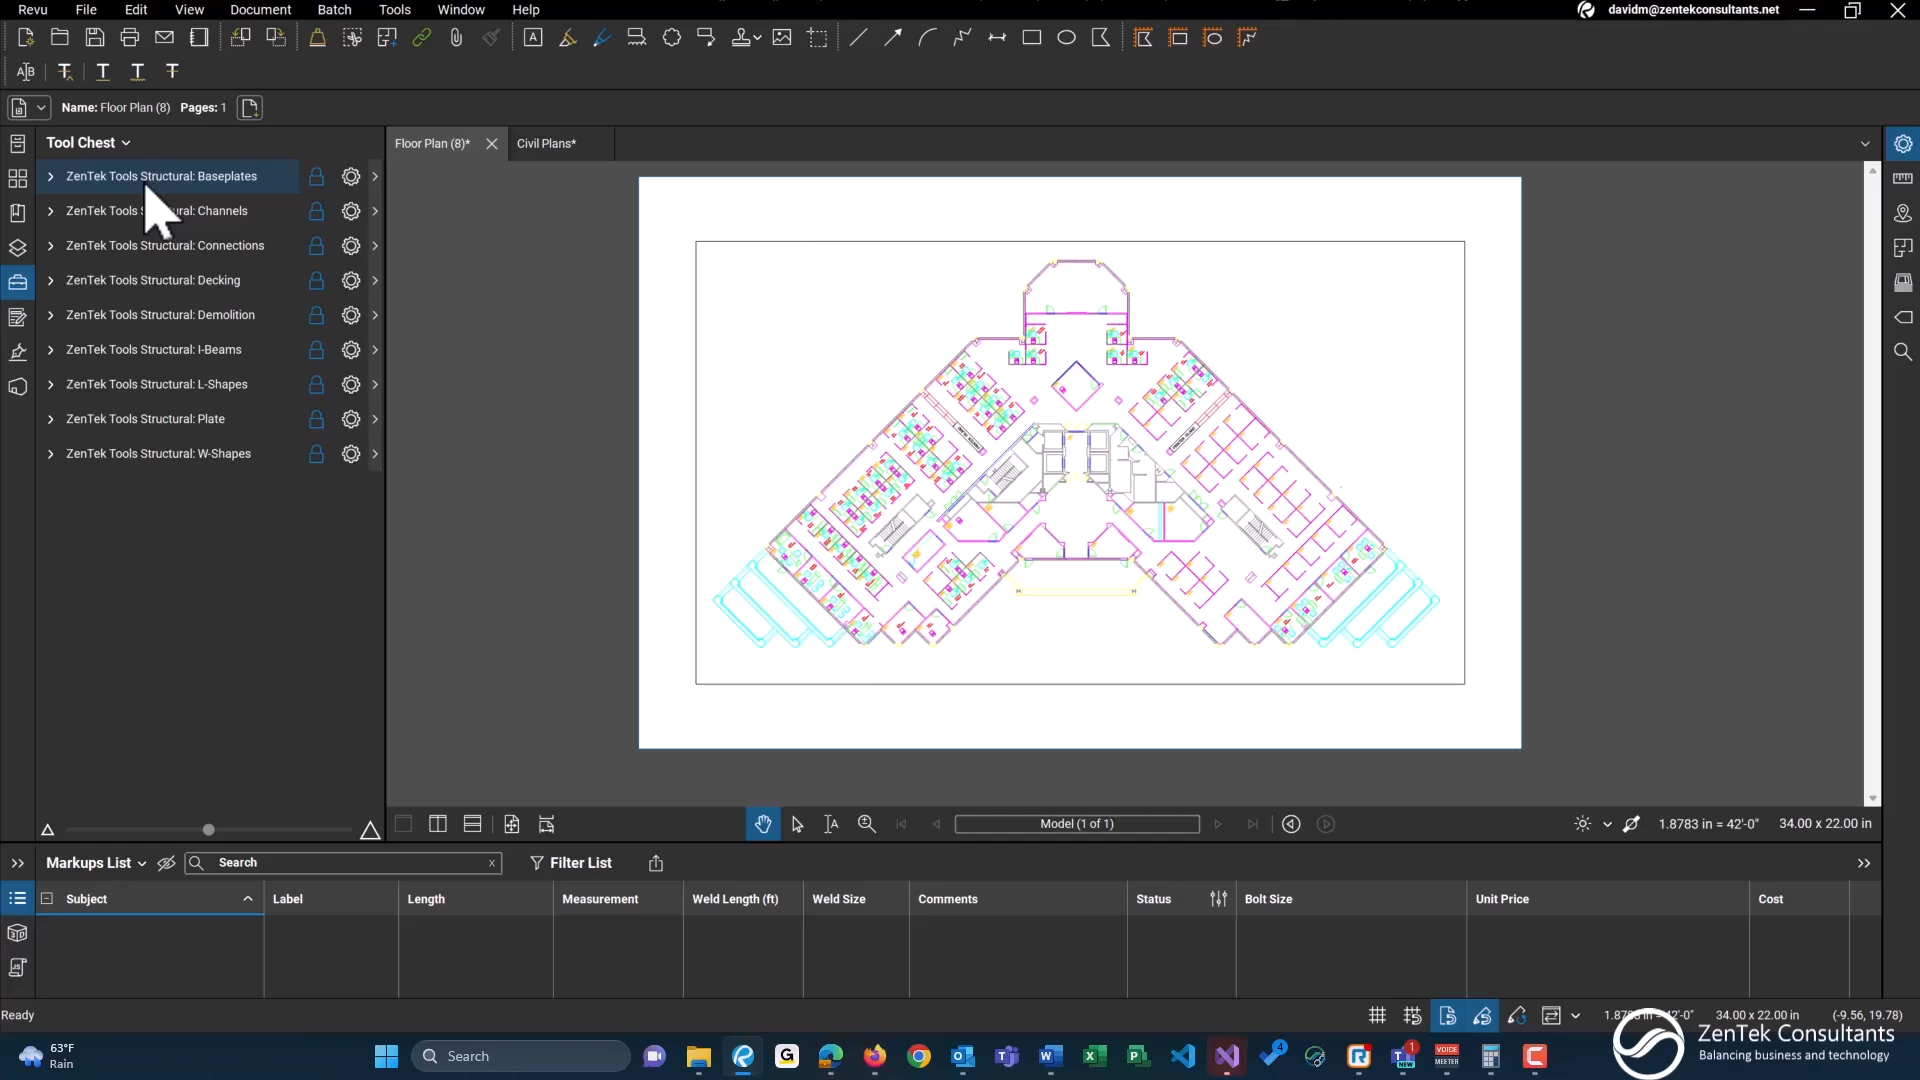 Revu File Edit View Document Batch Tools Window Help davidm@zentekconsultants.net
Name: Floor Plan (8) Pages: 1
Tool Chest
Floor Plan (8)* Civil Plans*
ZenTek Tools Structural: Baseplates
ZenTek Tools S ral: Channels
ZenTek Tools Structural: Connections
ZenTek Tools Structural: Decking
ZenTek Tools Structural: Demolition
ZenTek Tools Structural: I-Beams
ZenTek Tools Structural: L-Shapes
ZenTek Tools Structural: Plate
ZenTek Tools Structural: W-Shapes
Model (1 of 1) 1.8783 in = 42'-0" 34.00 x 22.00 in
Markups List Search x Filter List
Subject Label Length Measurement Weld Length (ft) Weld Size Comments Status Bolt Size Unit Price Cost
Ready 34.00 x 22.00 in (-9.56, 19.78)
63°F
Rain
Search
ZenTek Consultants
Balancing business and technology